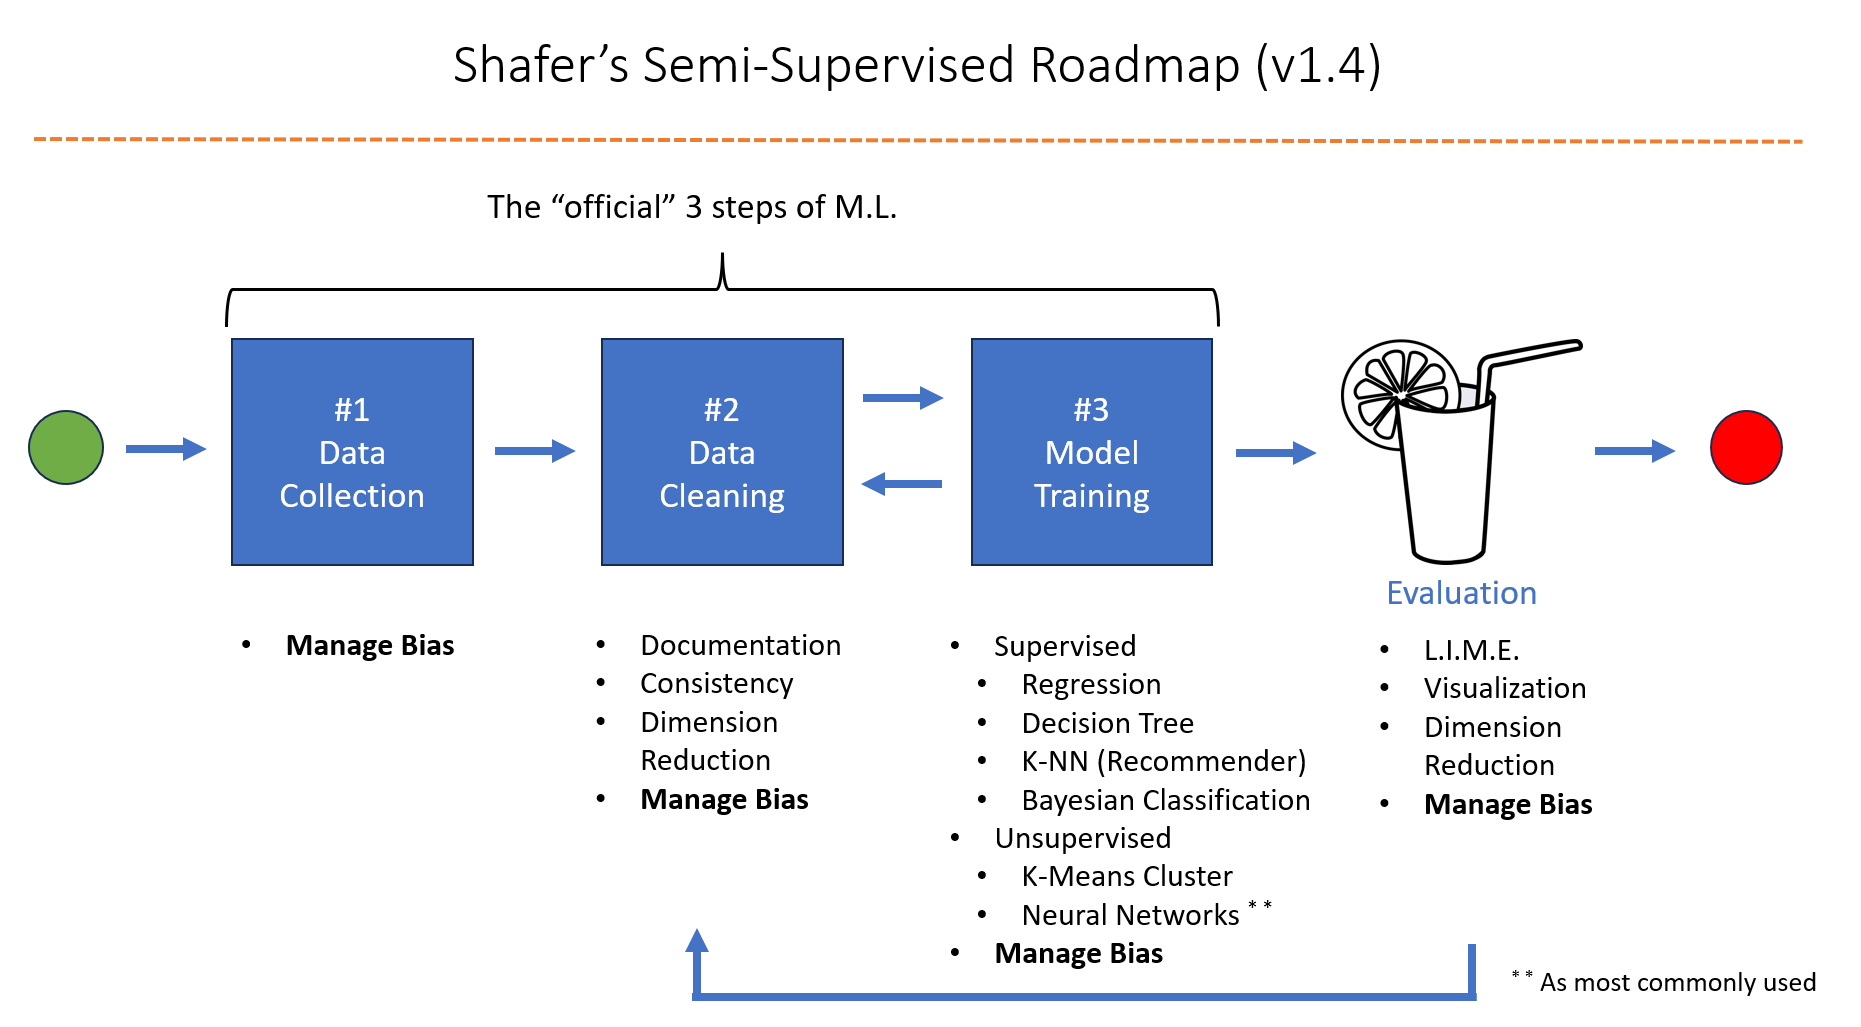 Shafer’s Semi-Supervised Roadmap (v1.4)
The “official” 3 steps of M.L.
#1
Data
Collection
#2
Data
Cleaning
#3
Model
Training
Evaluation
• Manage Bias
• Documentation
• Consistency
• Dimension
Reduction
• Manage Bias
• Supervised
• Regression
• Decision Tree
• K-NN (Recommender)
• Bayesian Classification
• Unsupervised
• K-Means Cluster
• Neural Networks **
• Manage Bias
• L.I.M.E.
• Visualization
• Dimension
Reduction
• Manage Bias
** As most commonly used